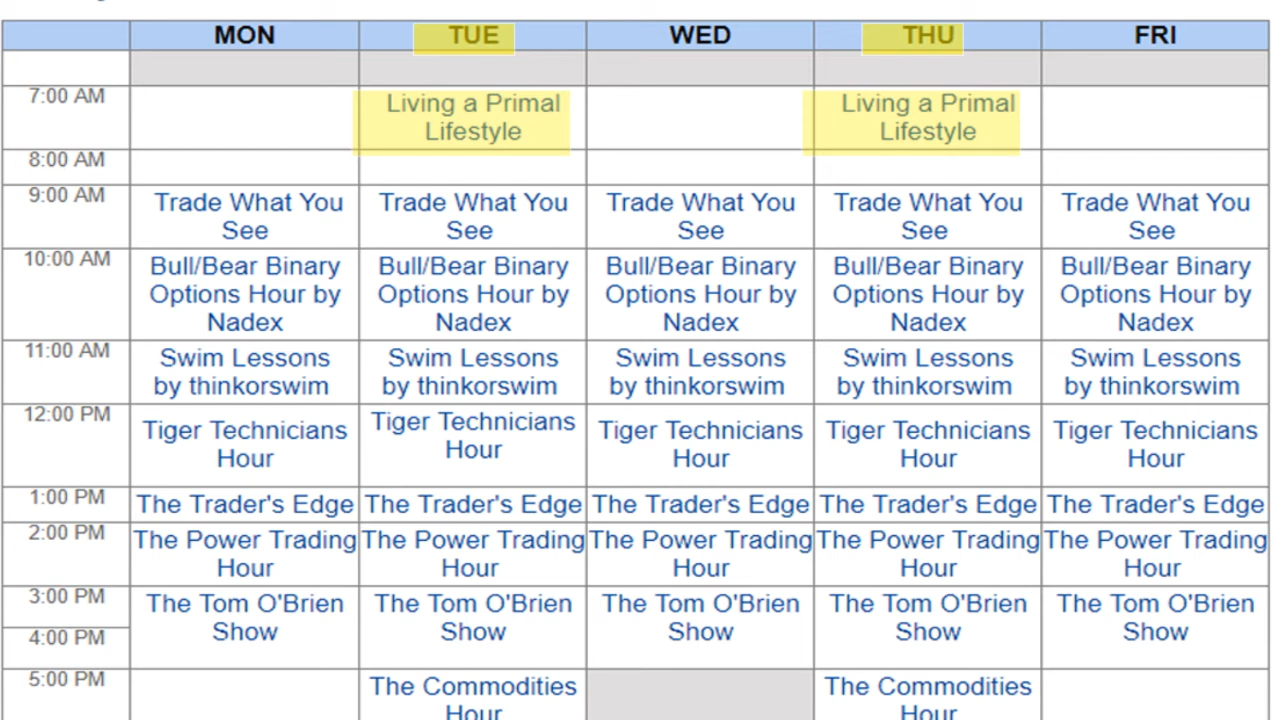 MON TUE WED THU FRI
7:00 AM
Living a Primal
Lifestyle
Living a Primal
Lifestyle
8:00 AM
9:00 AM
Trade What You
See
Trade What You
See
Trade What You
See
Trade What You
See
Trade What You
See
10:00 AM
Bull/Bear Binary
Options Hour by
Nadex
Bull/Bear Binary
Options Hour by
Nadex
Bull/Bear Binary
Options Hour by
Nadex
Bull/Bear Binary
Options Hour by
Nadex
Bull/Bear Binary
Options Hour by
Nadex
11:00 AM
Swim Lessons
by thinkorswim
Swim Lessons
by thinkorswim
Swim Lessons
by thinkorswim
Swim Lessons
by thinkorswim
Swim Lessons
by thinkorswim
12:00 PM
Tiger Technicians
Hour
Tiger Technicians
Hour
Tiger Technicians
Hour
Tiger Technicians
Hour
Tiger Technicians
Hour
1:00 PM
The Trader's Edge
The Trader's Edge
The Trader's Edge
The Trader's Edge
The Trader's Edge
2:00 PM
The Power Trading
Hour
The Power Trading
Hour
The Power Trading
Hour
The Power Trading
Hour
The Power Trading
Hour
3:00 PM
The Tom O'Brien
Show
The Tom O'Brien
Show
The Tom O'Brien
Show
The Tom O'Brien
Show
The Tom O'Brien
Show
4:00 PM
5:00 PM
The Commodities
Hour
The Commodities
Hour